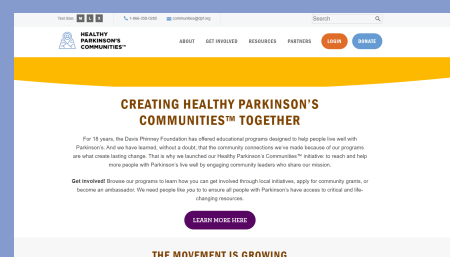 Text Size: M L X 1-866-358-0285 communities@dpf.org Search
HEALTHY
PARKINSON'S
COMMUNITIES™
ABOUT GET INVOLVED RESOURCES PARTNERS LOGIN DONATE
CREATING HEALTHY PARKINSON'S
COMMUNITIES™ TOGETHER
For 18 years, the Davis Phinney Foundation has offered educational programs designed to help people live well with
Parkinson's. And we have learned, without a doubt, that the community connections we've made because of our programs
are what create lasting change. That is why we launched our Healthy Parkinson's Communities™ initiative: to reach and help
more people with Parkinson's live well by engaging community leaders who share our mission.
Get involved! Browse our programs to learn how you can get involved through local initiatives, apply for community grants, or
become an ambassador. We need people like you to to ensure all people with Parkinson's have access to critical and life-
changing resources.
LEARN MORE HERE
THE MOVEMENT IS GROWING